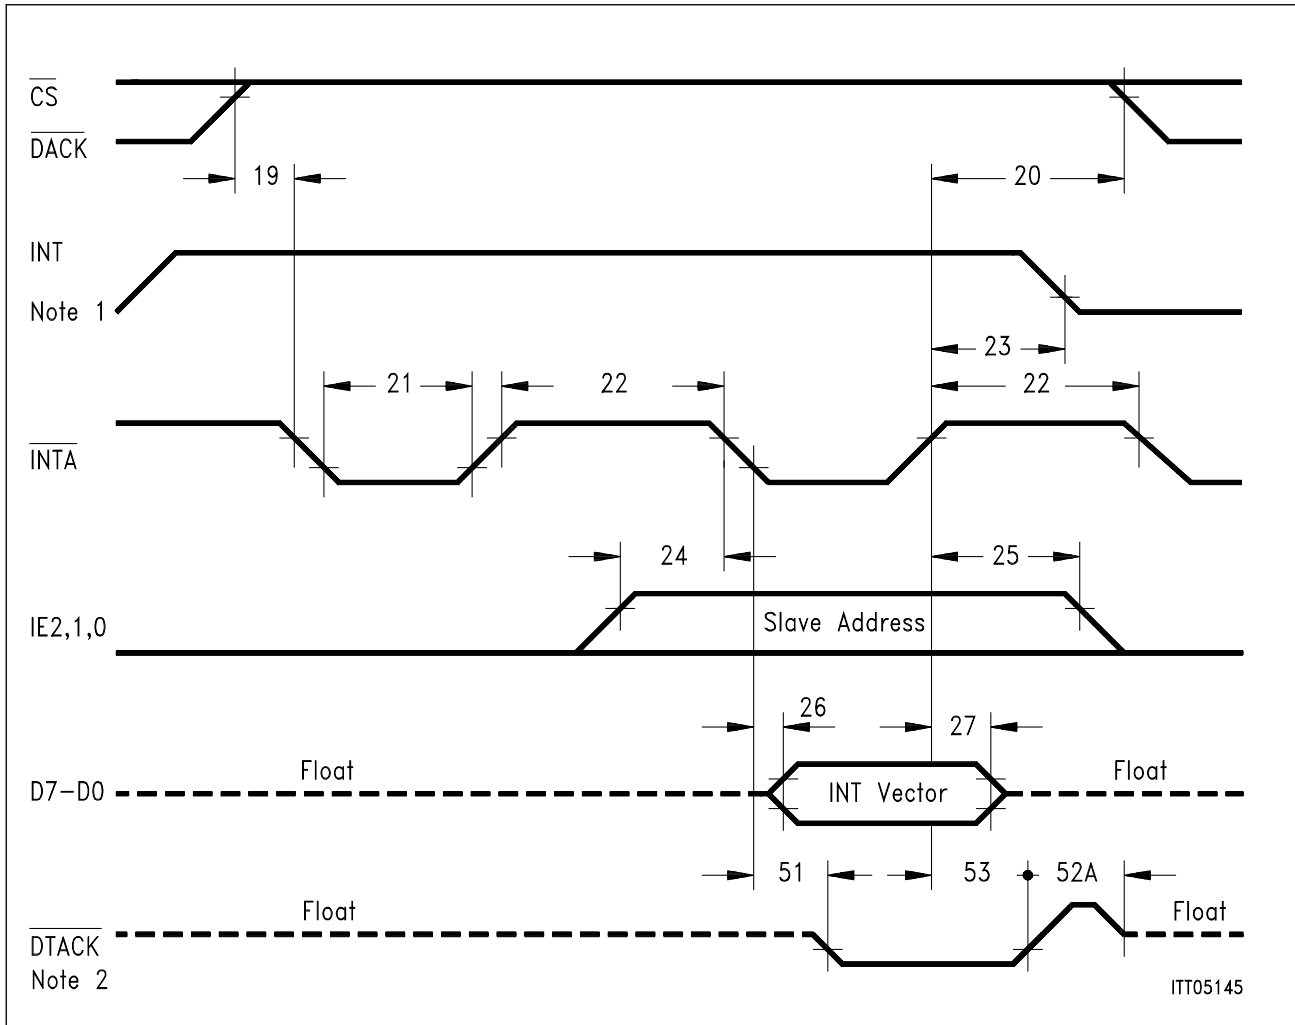 CS
DACK
19
20
INT
Note 1
23
21
22
22
INTA
24
25
IE2,1,0
Slave Address
26
27
Float
Float
D7-D0
INT Vector
51
53
52A
Float
Float
DTACK
Note 2
ITT05145